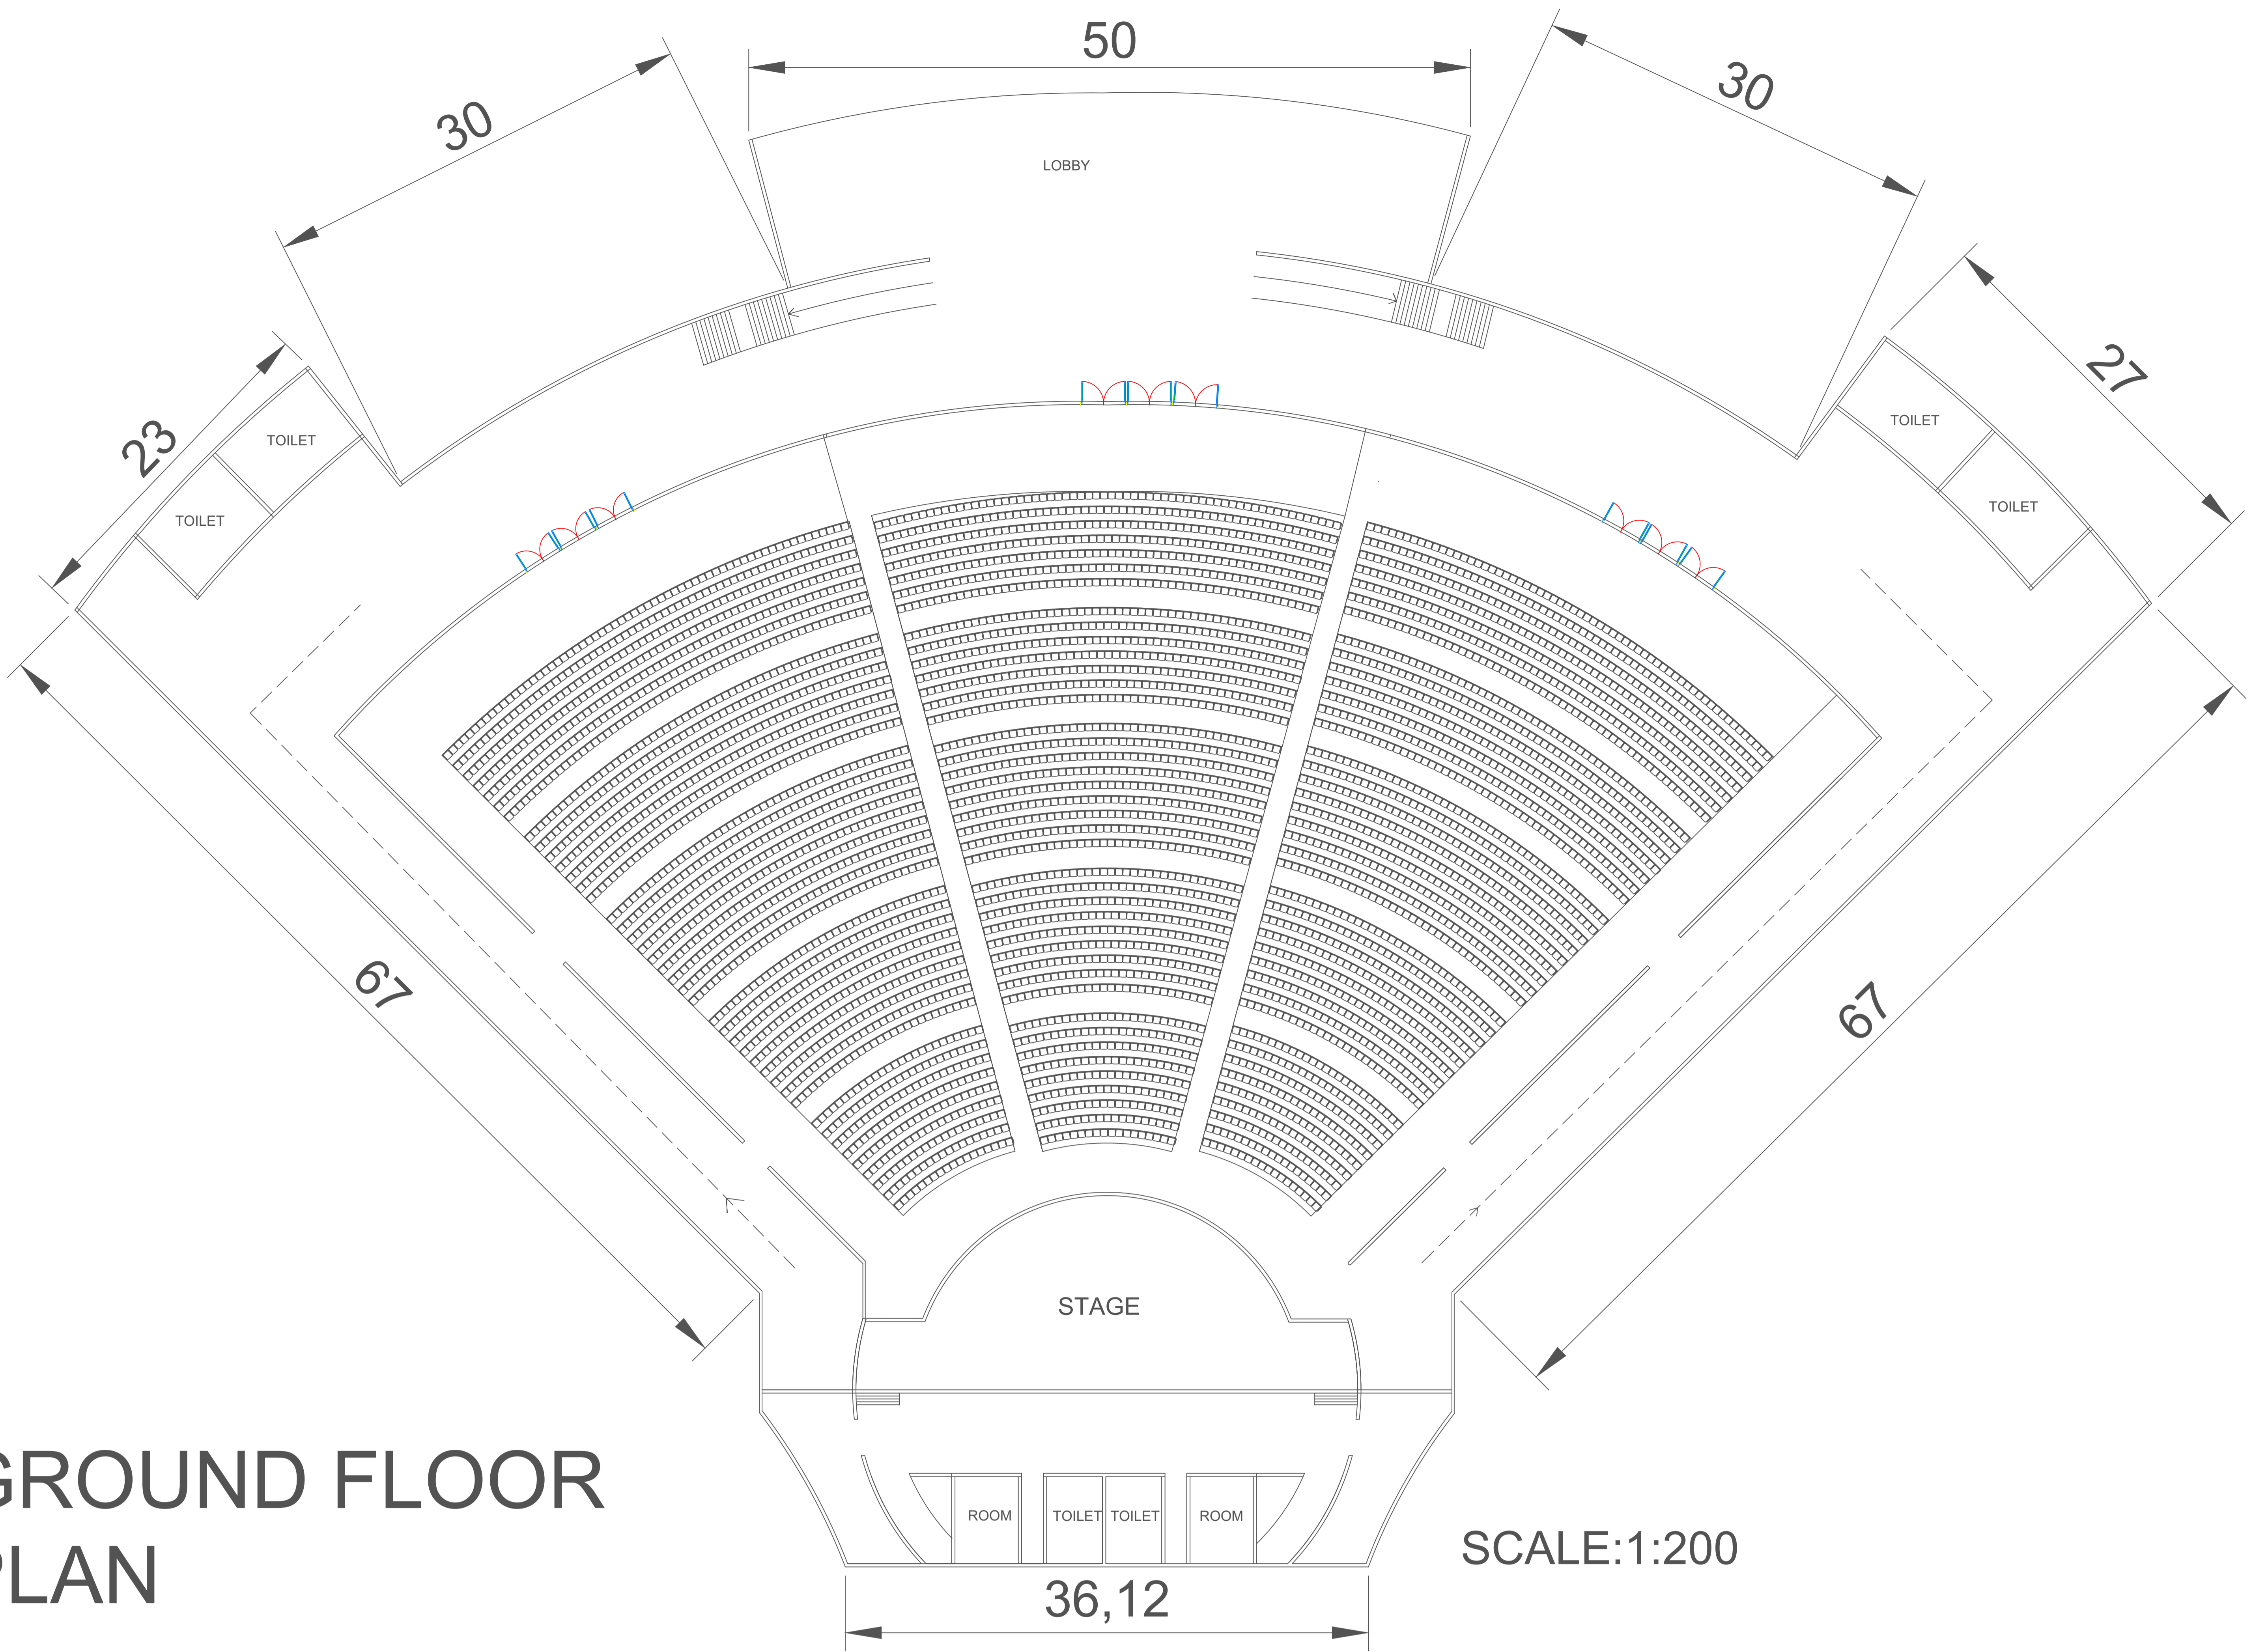 50
30
30
LOBBY
27
23
TOILET
TOILET
TOILET
TOILET
67
67
STAGE
GROUND FLOOR
PLAN
ROOM
TOILET
TOILET
ROOM
SCALE:1:200
36,12